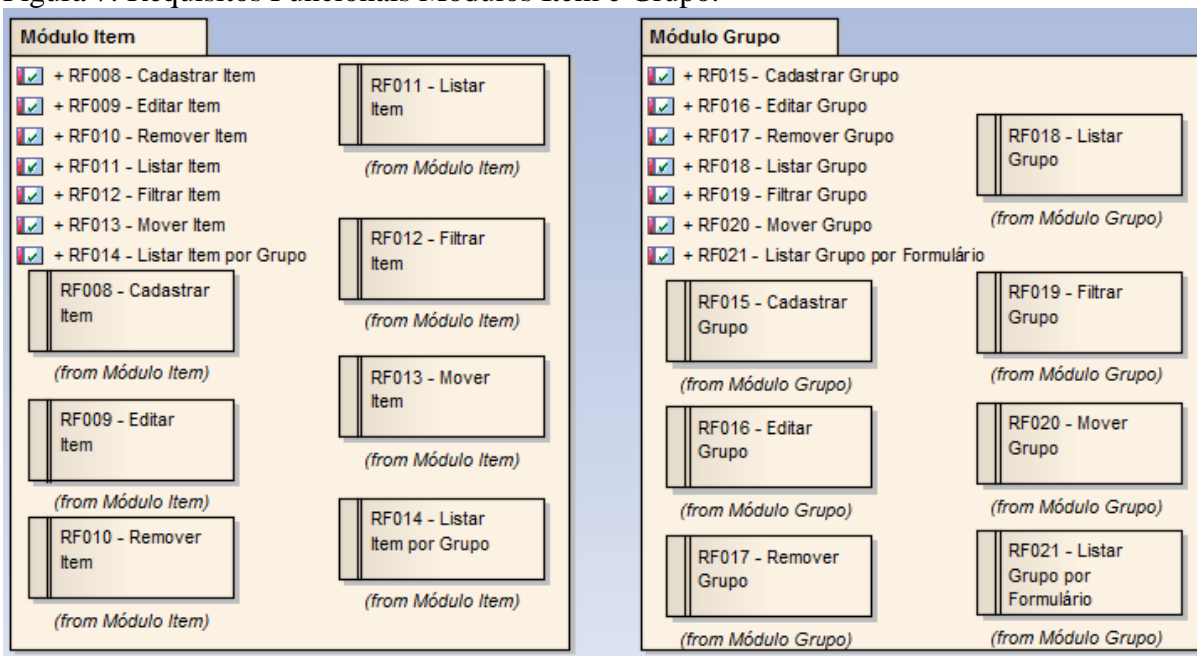 Figura 7: Requisitos Funcionais Módulos Item e Grupo.
Módulo Item
+ RF008 - Cadastrar Item
+ RF009 - Editar Item
+ RF010 - Remover Item
+ RF011 - Listar Item
+ RF012 - Filtrar Item
+ RF013 - Mover Item
+ RF014 - Listar Item por Grupo
RF008 - Cadastrar
Item
(from Módulo Item)
RF009 - Editar
Item
(from Módulo Item)
RF010 - Remover
Item
(from Módulo Item)
RF011 - Listar
Item
(from Módulo Item)
RF012 - Filtrar
Item
(from Módulo Item)
RF013 - Mover
Item
(from Módulo Item)
RF014 - Listar
Item por Grupo
(from Módulo Item)
Módulo Grupo
+ RF015 - Cadastrar Grupo
+ RF016 - Editar Grupo
+ RF017 - Remover Grupo
+ RF018 - Listar Grupo
+ RF019 - Filtrar Grupo
+ RF020 - Mover Grupo
+ RF021 - Listar Grupo por Formulário
RF015 - Cadastrar
Grupo
(from Módulo Grupo)
RF016 - Editar
Grupo
(from Módulo Grupo)
RF017 - Remover
Grupo
(from Módulo Grupo)
RF018 - Listar
Grupo
(from Módulo Grupo)
RF019 - Filtrar
Grupo
(from Módulo Grupo)
RF020 - Mover
Grupo
(from Módulo Grupo)
RF021 - Listar
Grupo por
Formulário
(from Módulo Grupo)